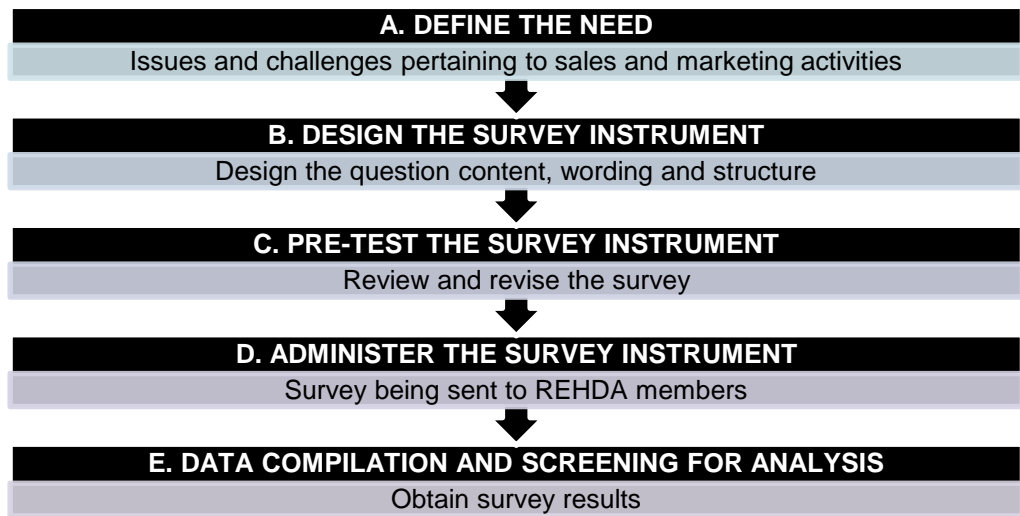 A. DEFINE THE NEED
Issues and challenges pertaining to sales and marketing activities
B. DESIGN THE SURVEY INSTRUMENT
Design the question content, wording and structure
C. PRE-TEST THE SURVEY INSTRUMENT
Review and revise the survey
D. ADMINISTER THE SURVEY INSTRUMENT
Survey being sent to REHDA members
E. DATA COMPILATION AND SCREENING FOR ANALYSIS
Obtain survey results